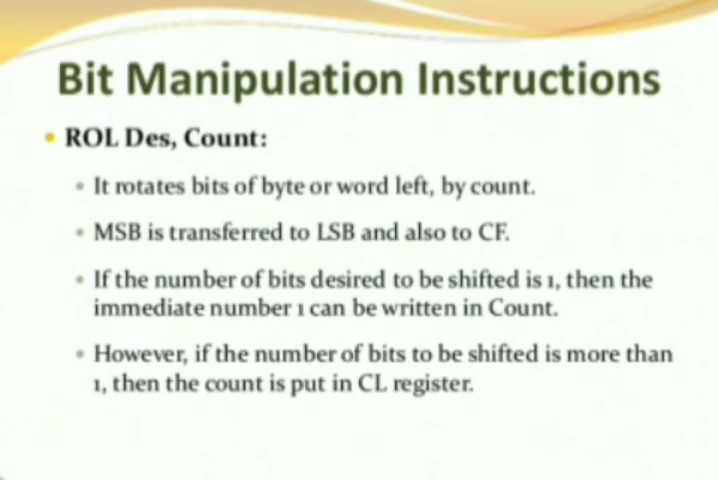 Bit Manipulation Instructions
• ROL Des, Count:
• It rotates bits of byte or word left, by count.
• MSB is transferred to LSB and also to CF.
• If the number of bits desired to be shifted is 1, then the
immediate number 1 can be written in Count.
• However, if the number of bits to be shifted is more than
1, then the count is put in CL register.